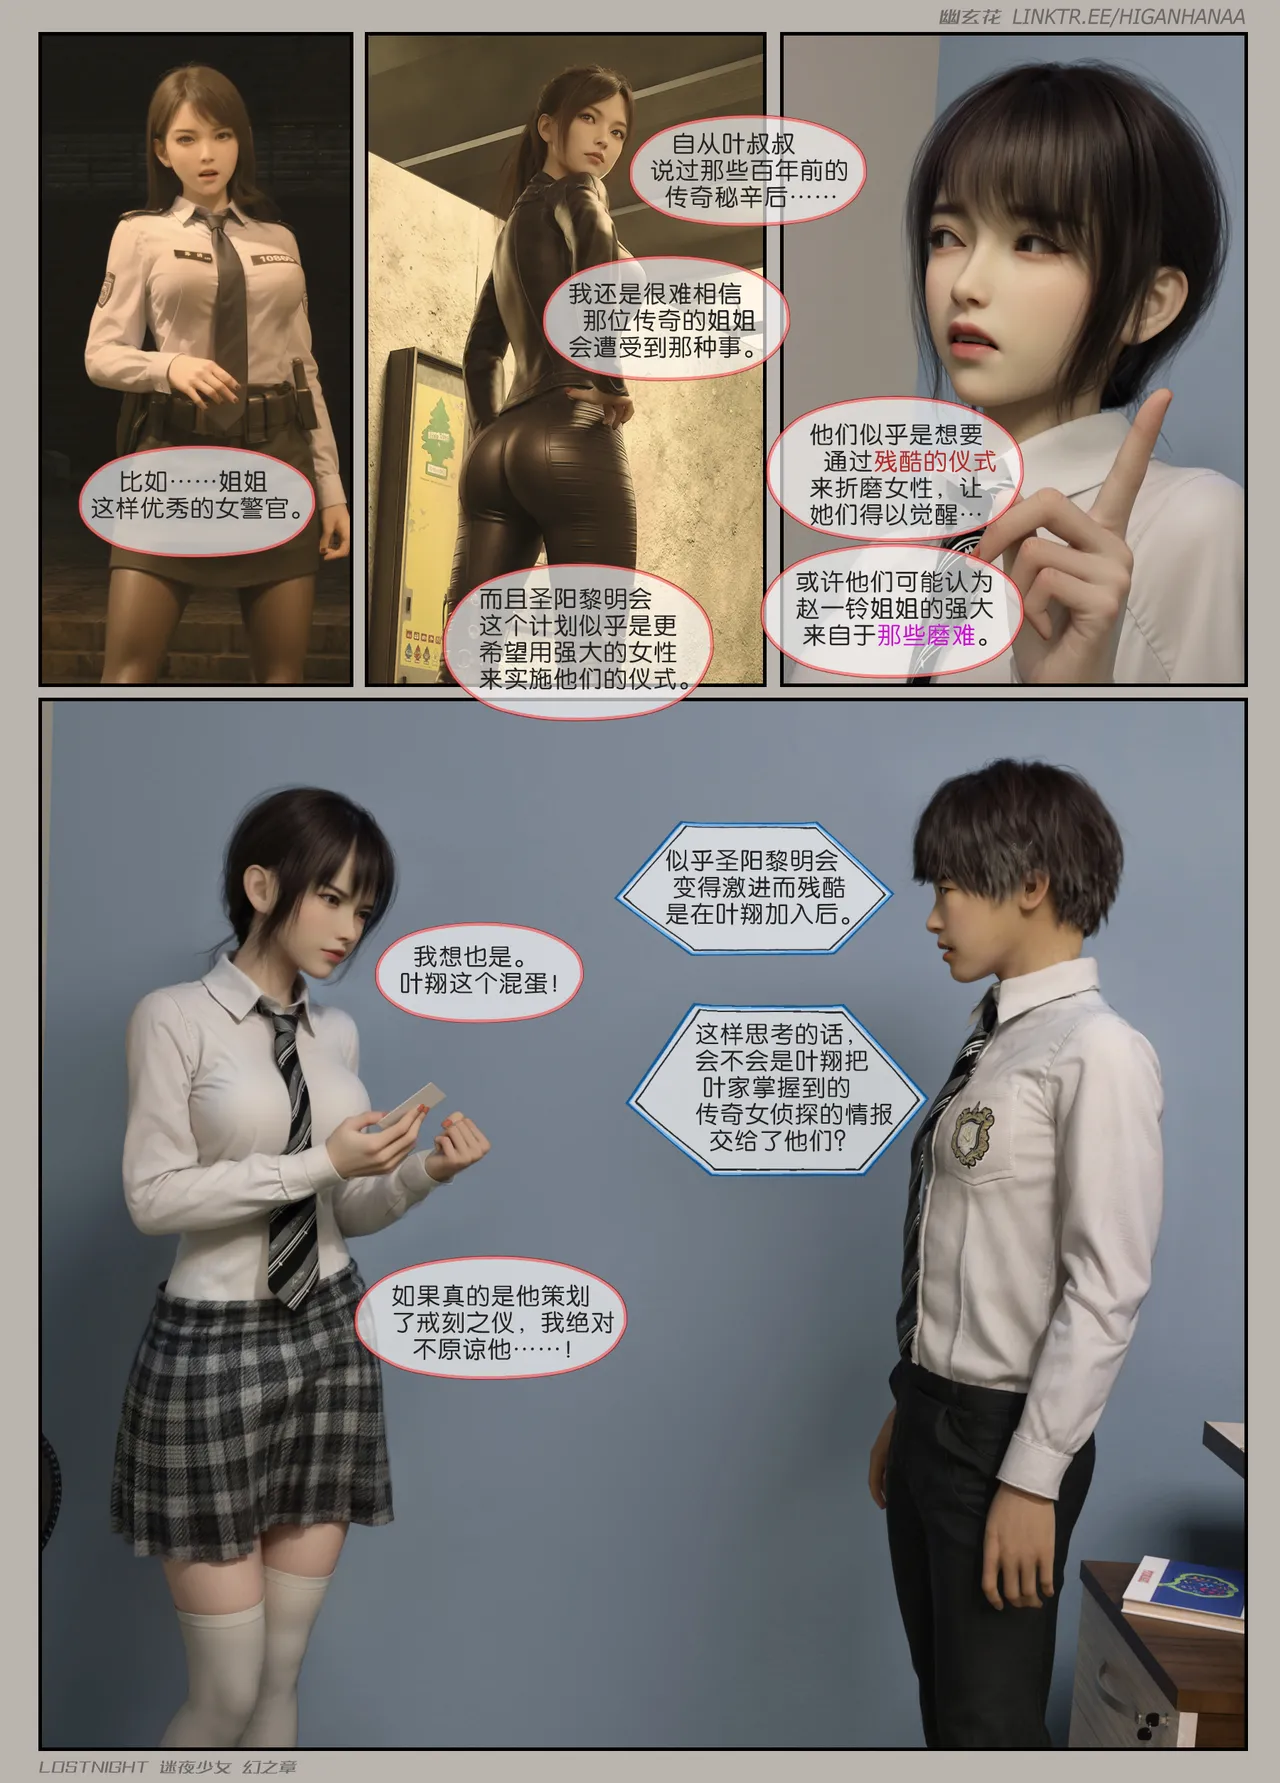 幽玄花 LINKTR.EE/HIGANHANAA
自从叶叔叔
说过那些百年前的
传奇秘辛后……
我还是很难相信
那位传奇的姐姐
会遭受到那种事。
他们似乎是想要
通过残酷的仪式
来折磨女性，让
她们得以觉醒…
或许他们可能认为
赵一铃姐姐的强大
来自于那些磨难。
而且圣阳黎明会
这个计划似乎是更
希望用强大的女性
来实施他们的仪式。
比如……姐姐
这样优秀的女警官。
似乎圣阳黎明会
变得激进而残酷
是在叶翔加入后。
我想也是。
叶翔这个混蛋！
这样思考的话，
会不会是叶翔把
叶家掌握到的
传奇女侦探的情报
交给了他们？
如果真的是他策划
了戒刻之仪，我绝对
不原谅他……！
LOSTNIGHT 迷夜少女 幻之章